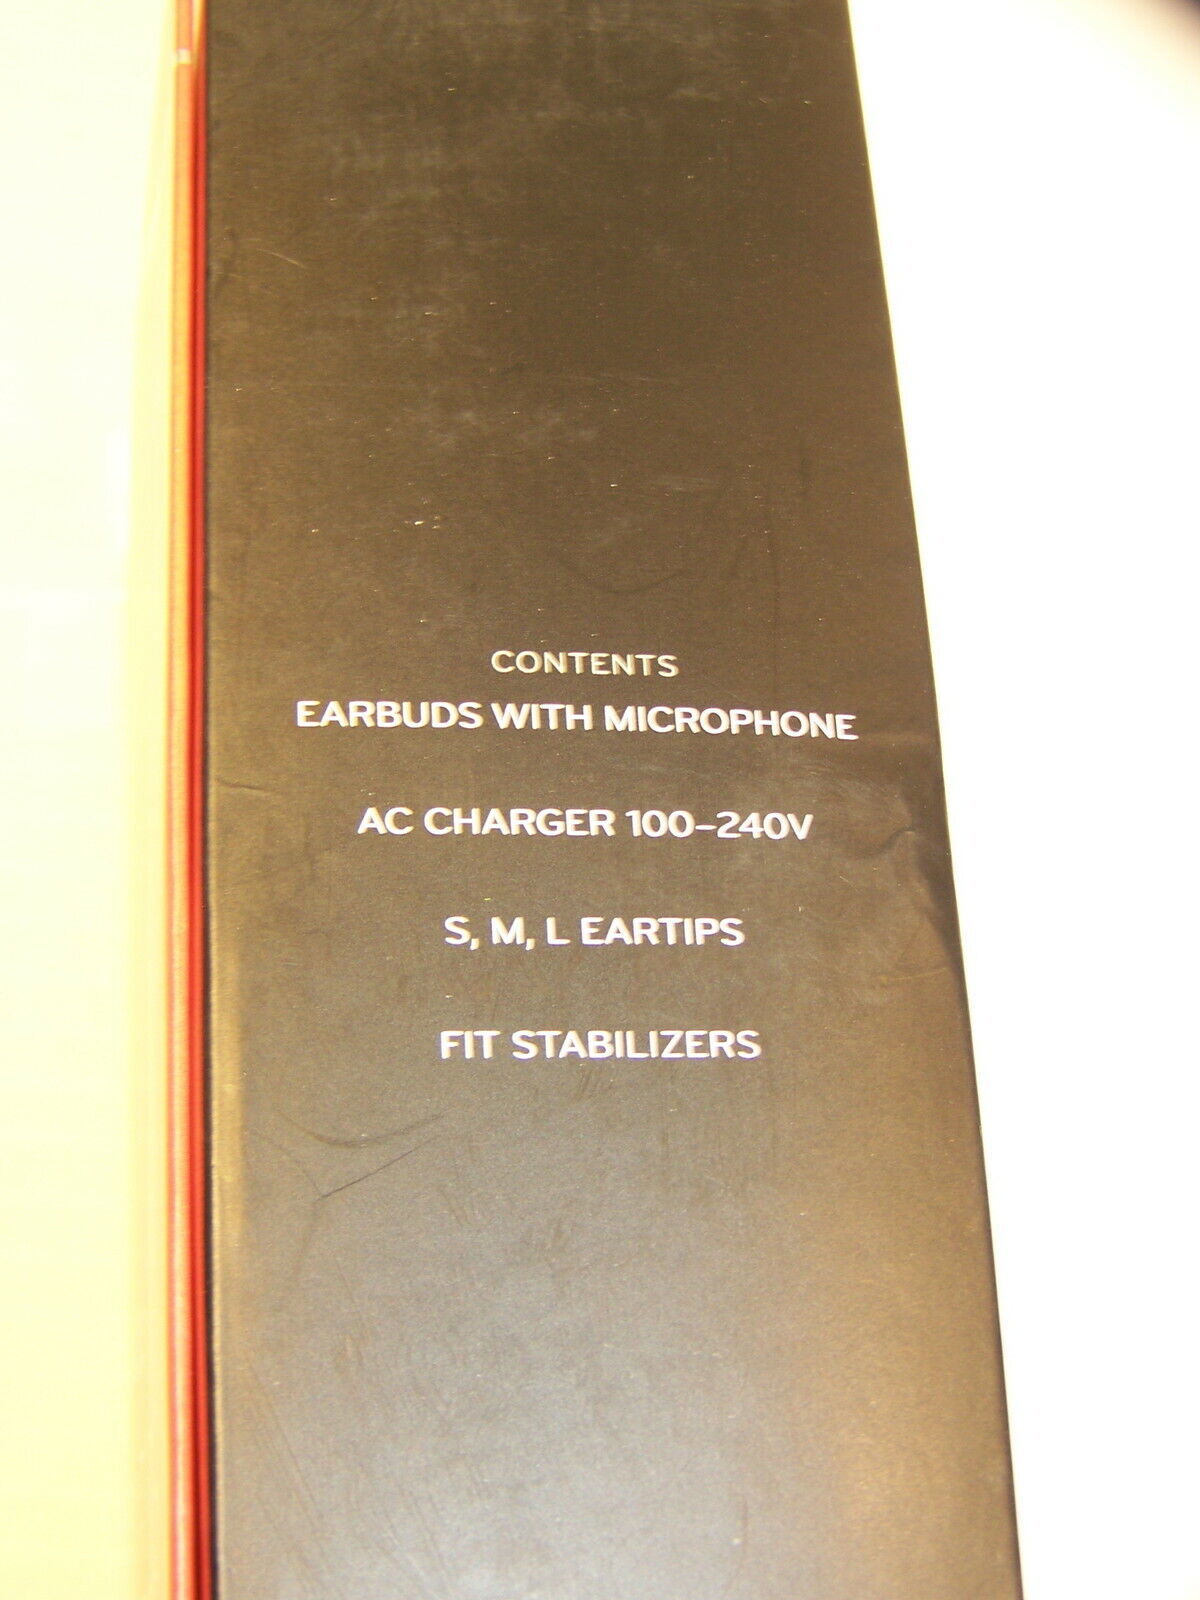 CONTENTS
EARBUDS WITH MICROPHONE
AC CHARGER 100–240V
S, M, L EARTIPS
FIT STABILIZERS